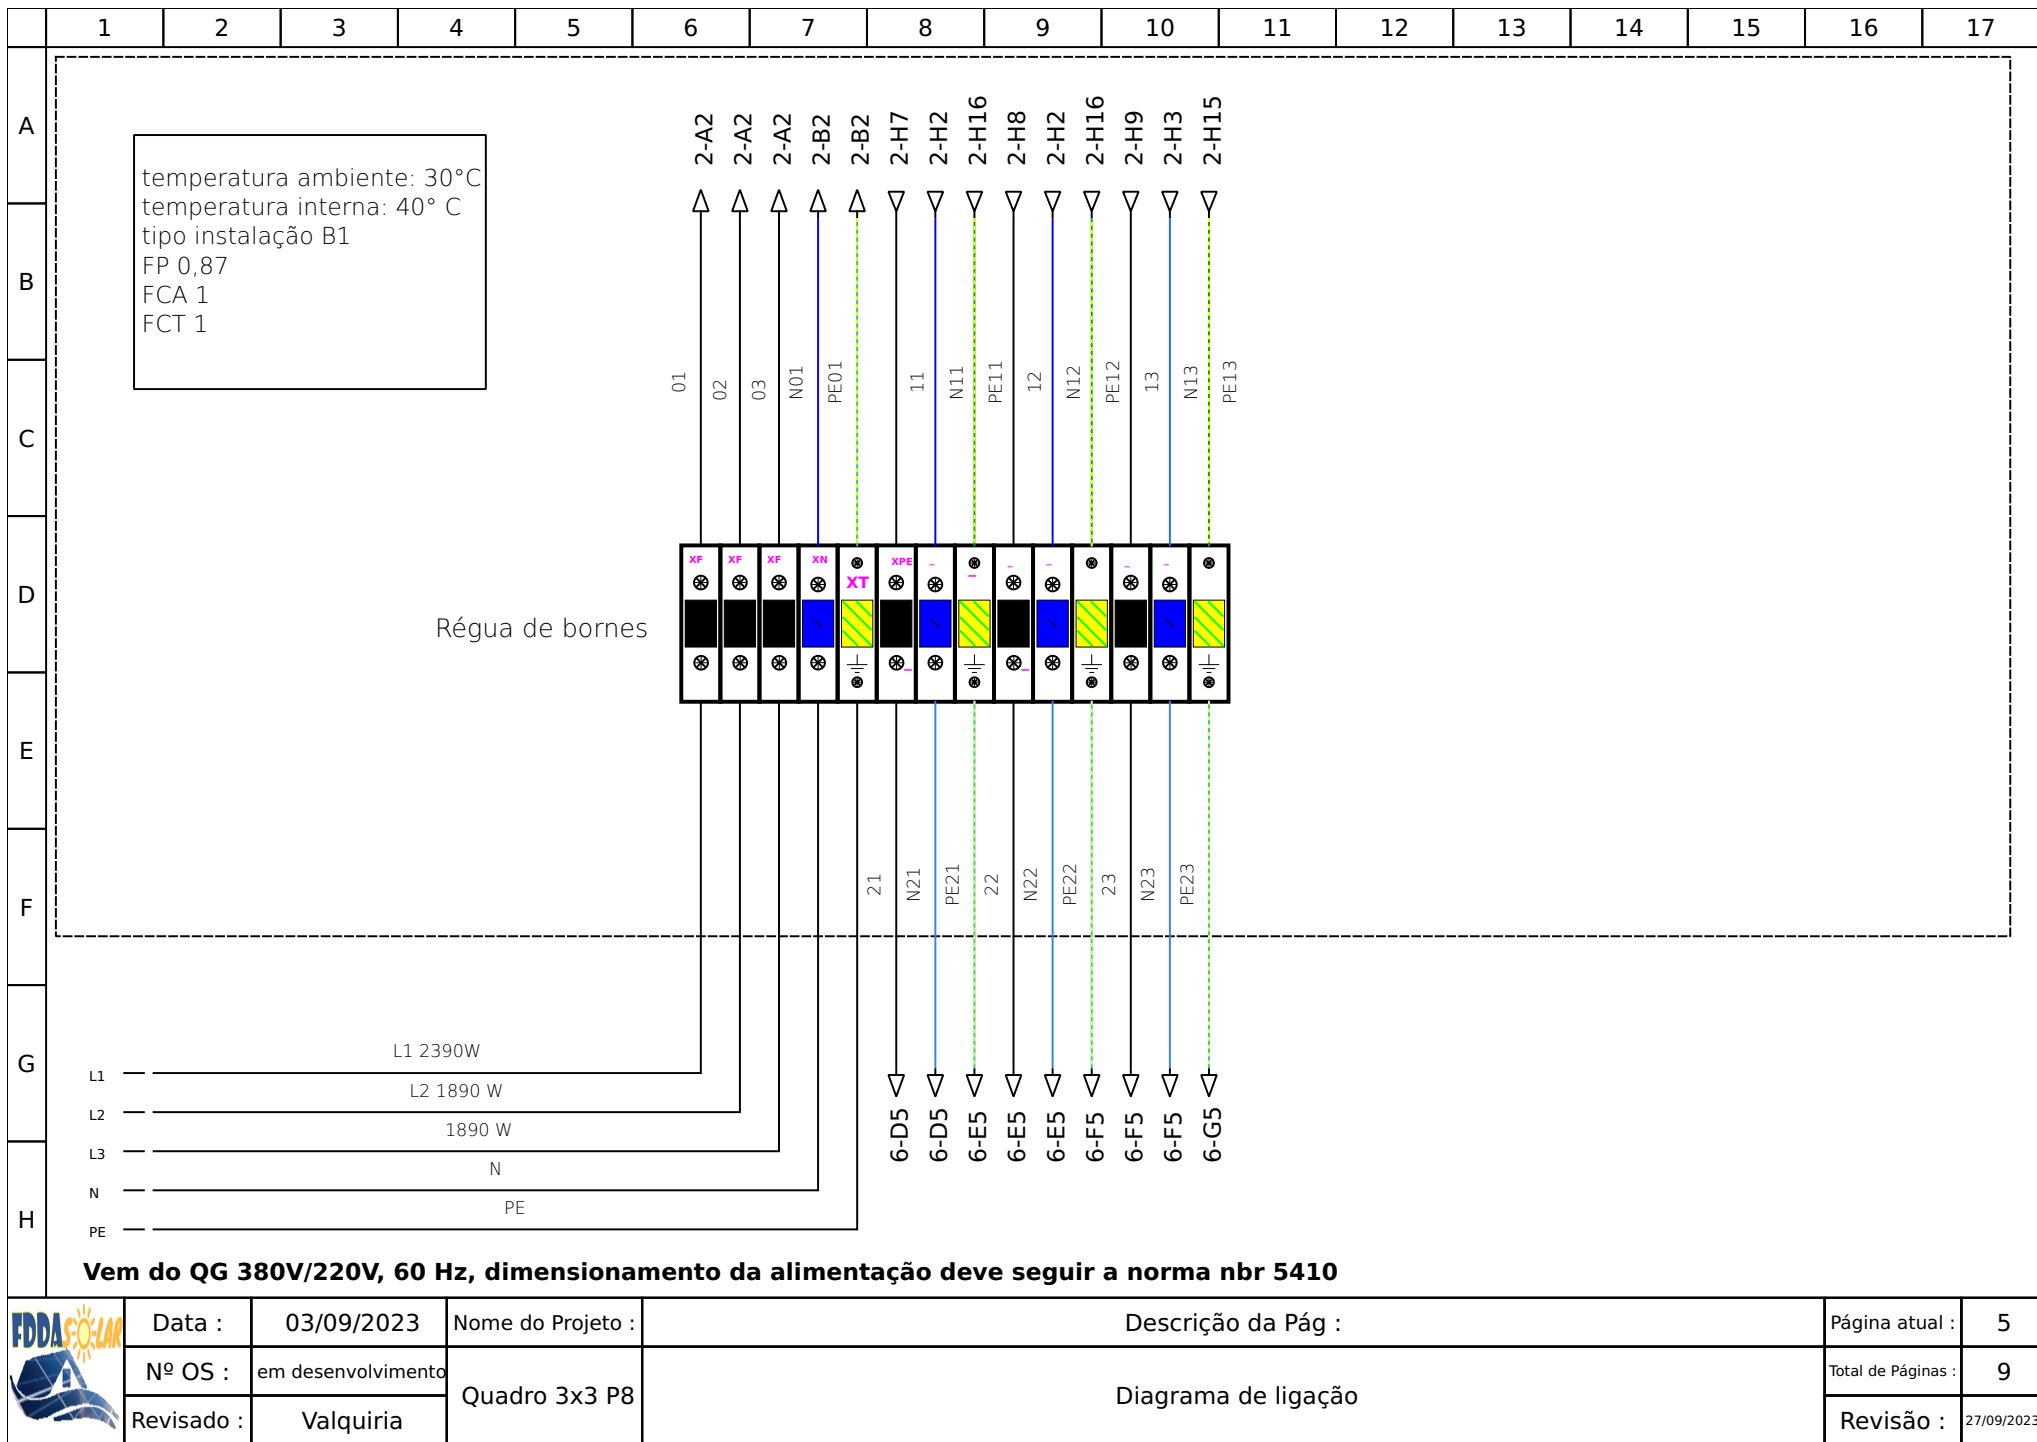 1 2 3 4 5 6 7 8 9 10 11 12 13 14 15 16 17
A
B
C
D
E
F
G
H
temperatura ambiente: 30°C
temperatura interna: 40° C
tipo instalação B1
FP 0,87
FCA 1
FCT 1
2-A2 2-A2 2-A2 2-B2 2-B2 2-H7 2-H2 2-H16 2-H8 2-H2 2-H16 2-H9 2-H3 2-H15
01 02 03 N01 PE01 11 N11 PE11 12 N12 PE12 13 N13 PE13
XF XF XF XN XT XPE
Régua de bornes
21 N21 PE21 22 N22 PE22 23 N23 PE23
6-D5 6-D5 6-E5 6-E5 6-E5 6-F5 6-F5 6-F5 6-G5
L1 L1 2390W
L2 L2 1890 W
L3 1890 W
N N
PE PE
Vem do QG 380V/220V, 60 Hz, dimensionamento da alimentação deve seguir a norma nbr 5410
FDDA SOLAR
Data : 03/09/2023 Nome do Projeto : Descrição da Pág : Página atual : 5
Nº OS : em desenvolvimento Quadro 3x3 P8 Diagrama de ligação Total de Páginas : 9
Revisado : Valquiria Revisão : 27/09/2023